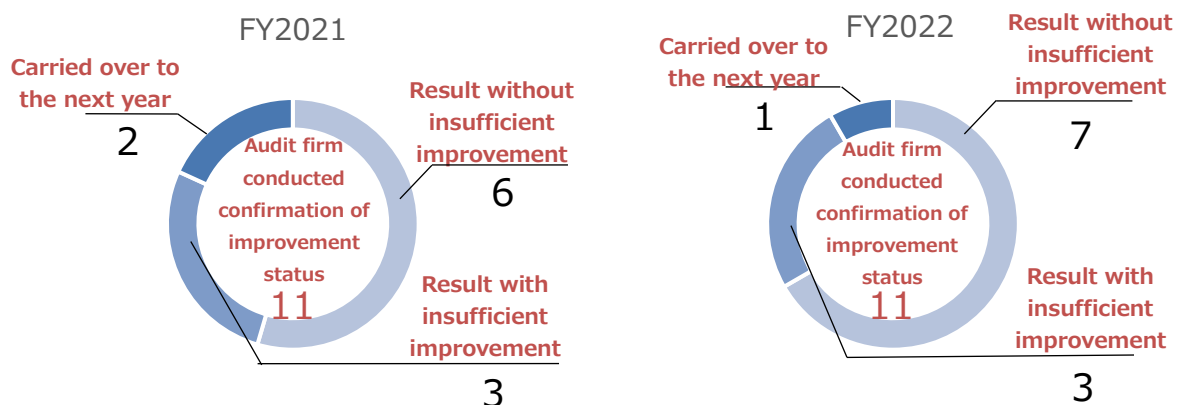 FY2021
Carried over to
the next year
2
Result without
insufficient
improvement
6
Audit firm
conducted
confirmation of
improvement
status
11
Result with
insufficient
improvement
3
FY2022
Carried over to
the next year
1
Result without
insufficient
improvement
7
Audit firm
conducted
confirmation of
improvement
status
11
Result with
insufficient
improvement
3